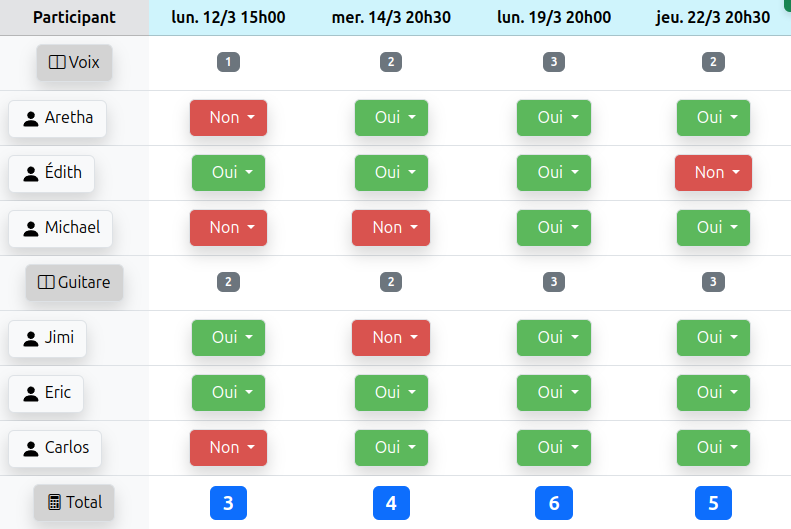 Participant lun. 12/3 15h00 mer. 14/3 20h30 lun. 19/3 20h00 jeu. 22/3 20h30
Voix 1 2 3 2
Aretha Non Oui Oui Oui
Édith Oui Oui Oui Non
Michael Non Non Oui Oui
Guitare 2 2 3 3
Jimi Oui Non Oui Oui
Eric Oui Oui Oui Oui
Carlos Non Oui Oui Oui
Total 3 4 6 5